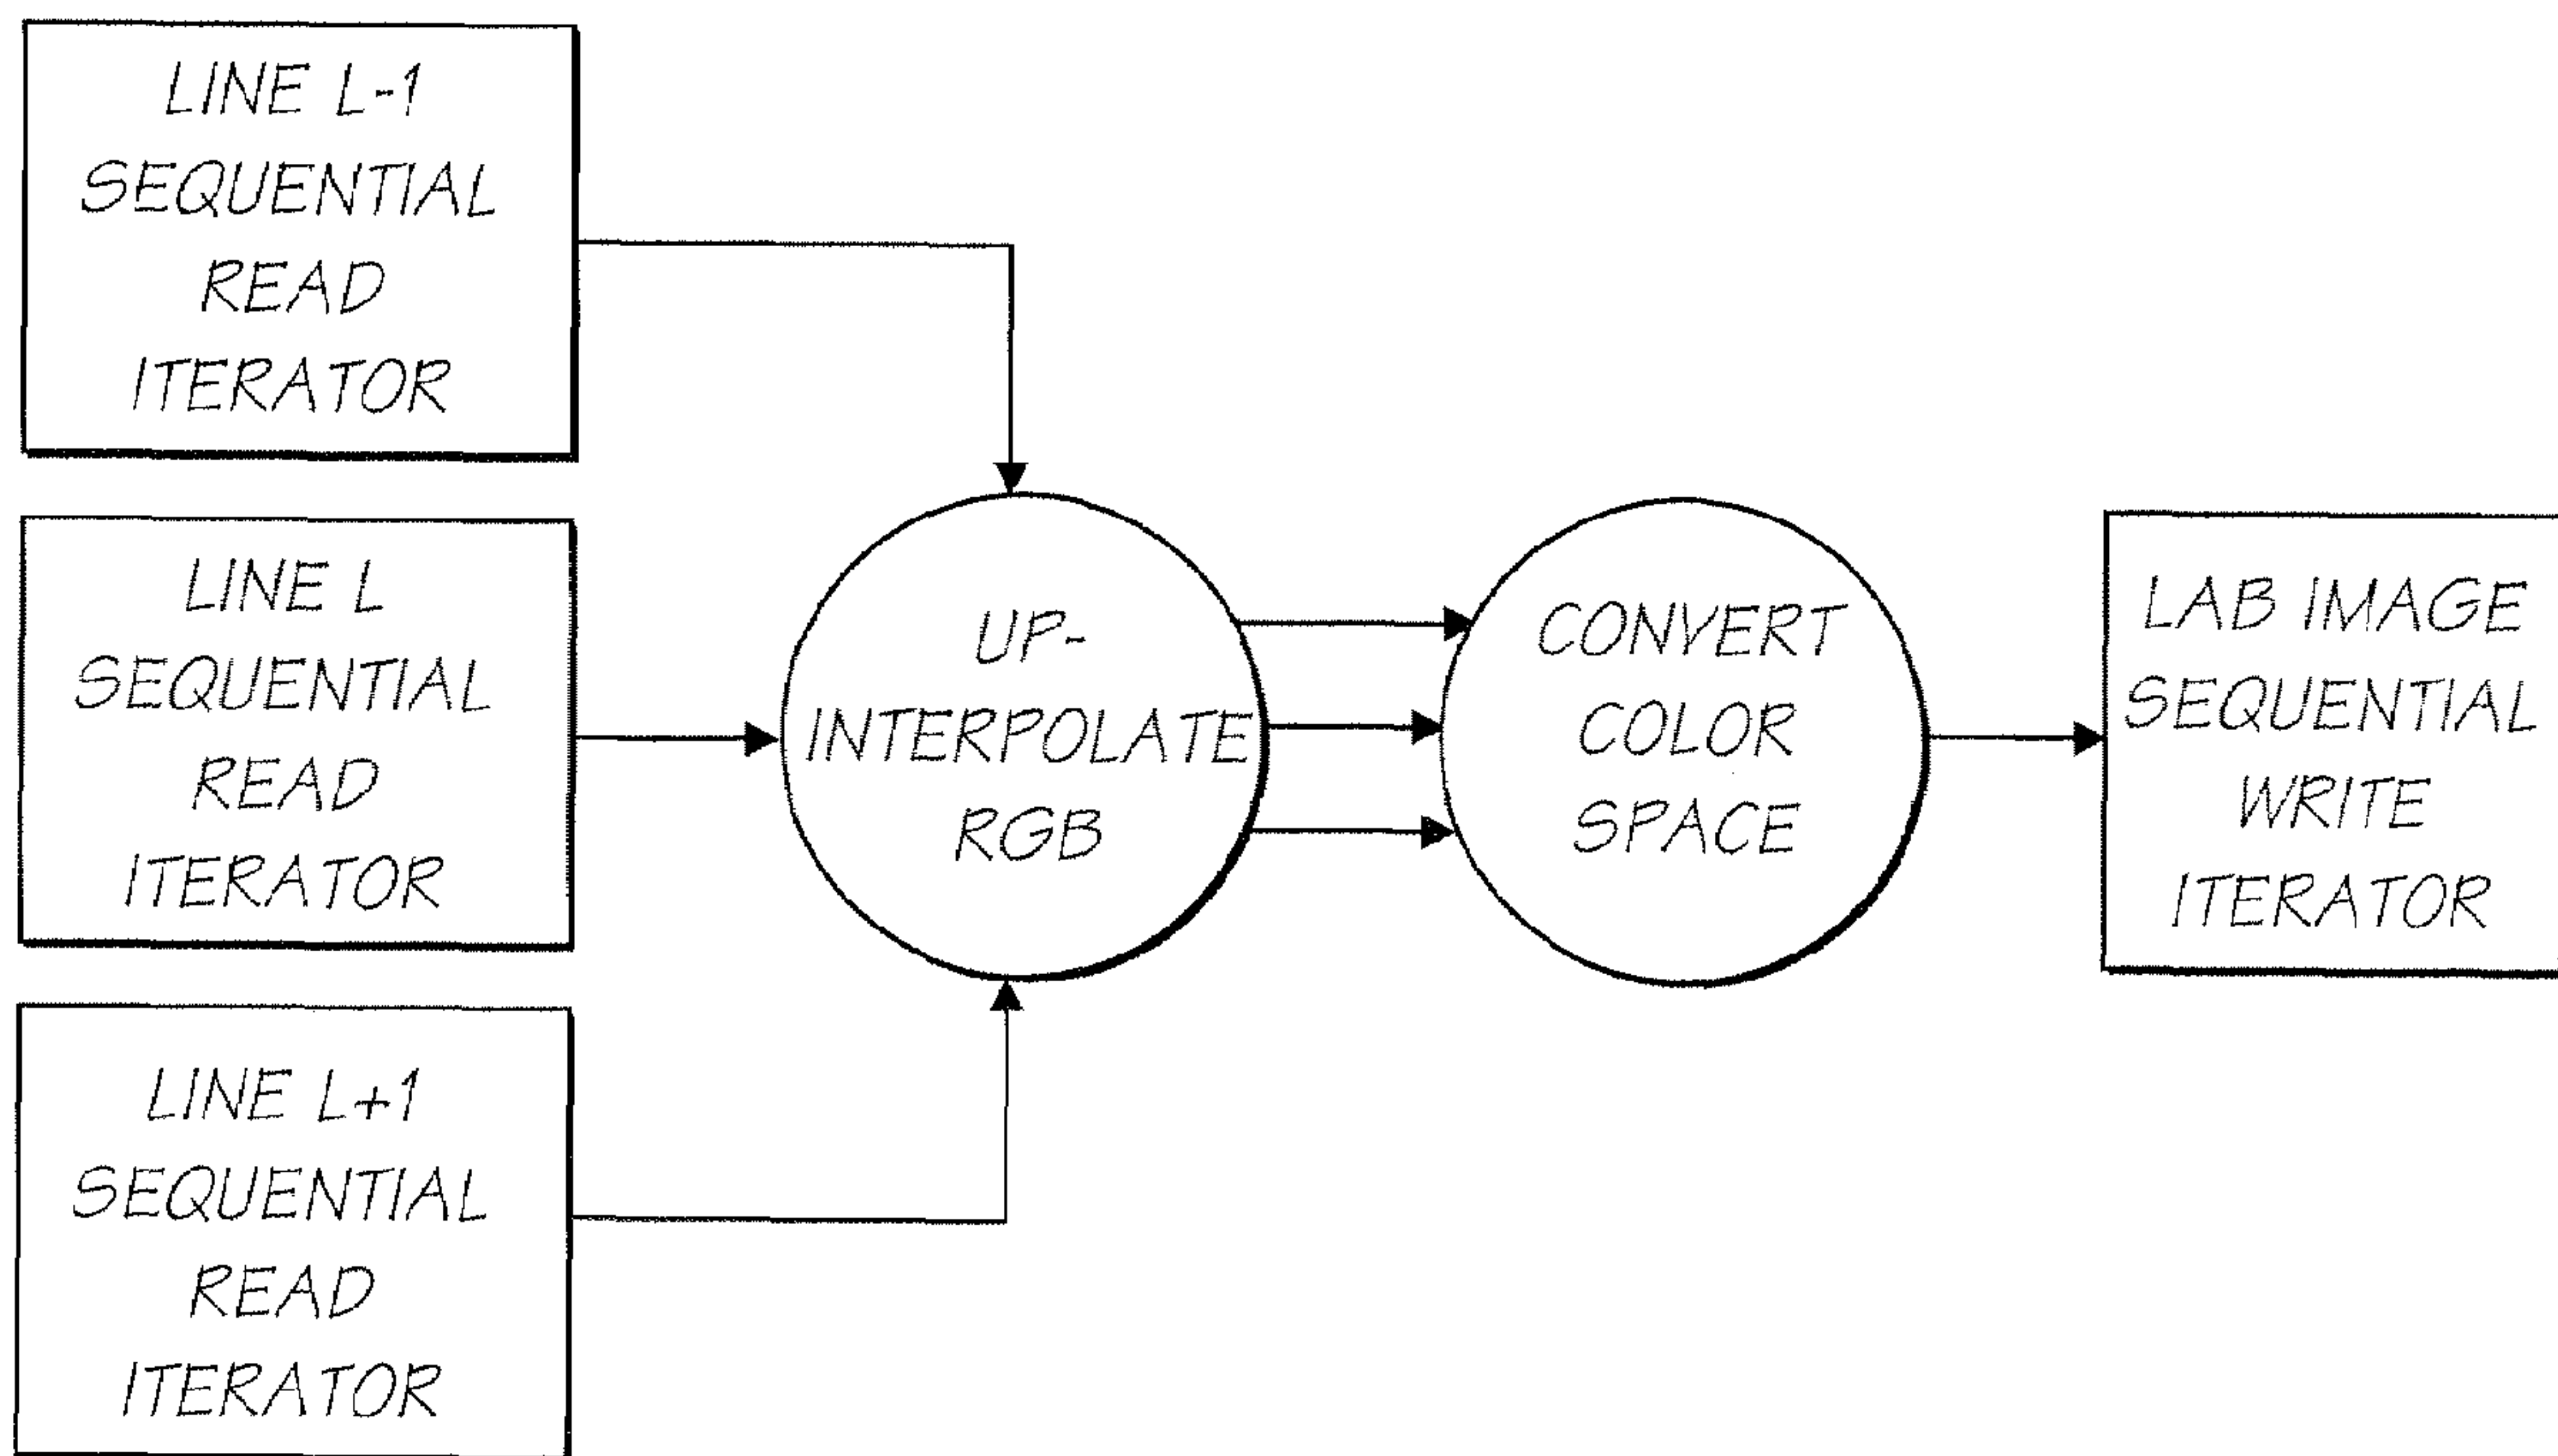 LINE L-1
SEQUENTIAL
READ
ITERATOR
LINE L
SEQUENTIAL
READ
ITERATOR
LINE L+1
SEQUENTIAL
READ
ITERATOR
UP-
INTERPOLATE
RGB
CONVERT
COLOR
SPACE
LAB IMAGE
SEQUENTIAL
WRITE
ITERATOR